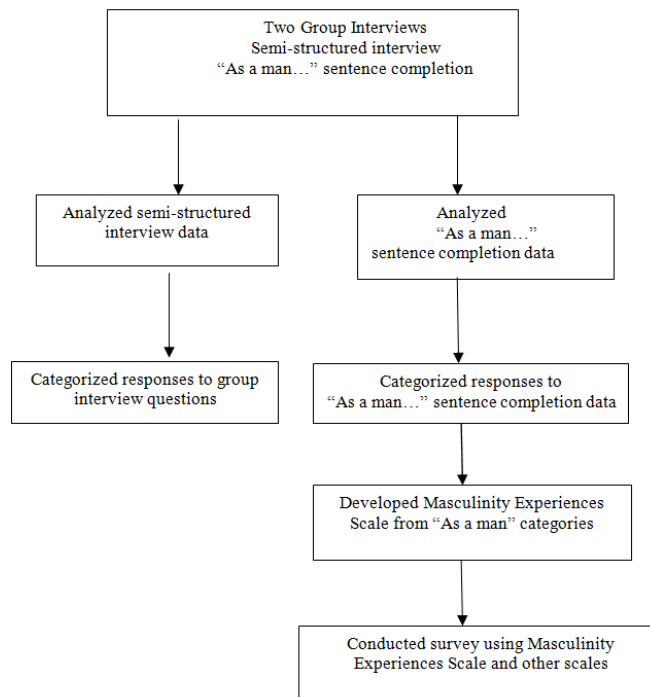 Two Group Interviews
Semi-structured interview
“As a man…” sentence completion
Analyzed semi-structured
interview data
Analyzed
“As a man…”
sentence completion data
Categorized responses to group
interview questions
Categorized responses to
“As a man…” sentence completion data
Developed Masculinity Experiences
Scale from “As a man” categories
Conducted survey using Masculinity
Experiences Scale and other scales